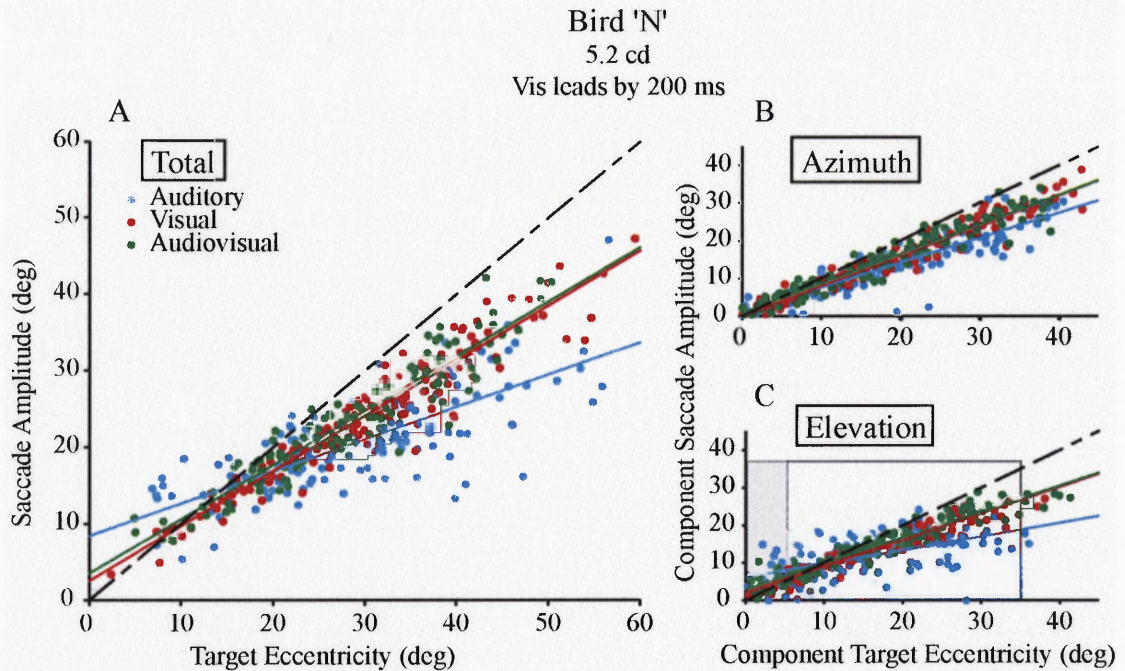 Bird 'N'
5.2 cd
Vis leads by 200 ms
A
Total
Auditory
Visual
Audiovisual
60
50
40
30
20
10
0
Saccade Amplitude (deg)
0 10 20 30 40 50 60
Target Eccentricity (deg)
B
Azimuth
40
30
20
10
0
0 10 20 30 40
Component Saccade Amplitude (deg)
C
Elevation
40
30
20
10
0
0 10 20 30 40
Component Target Eccentricity (deg)